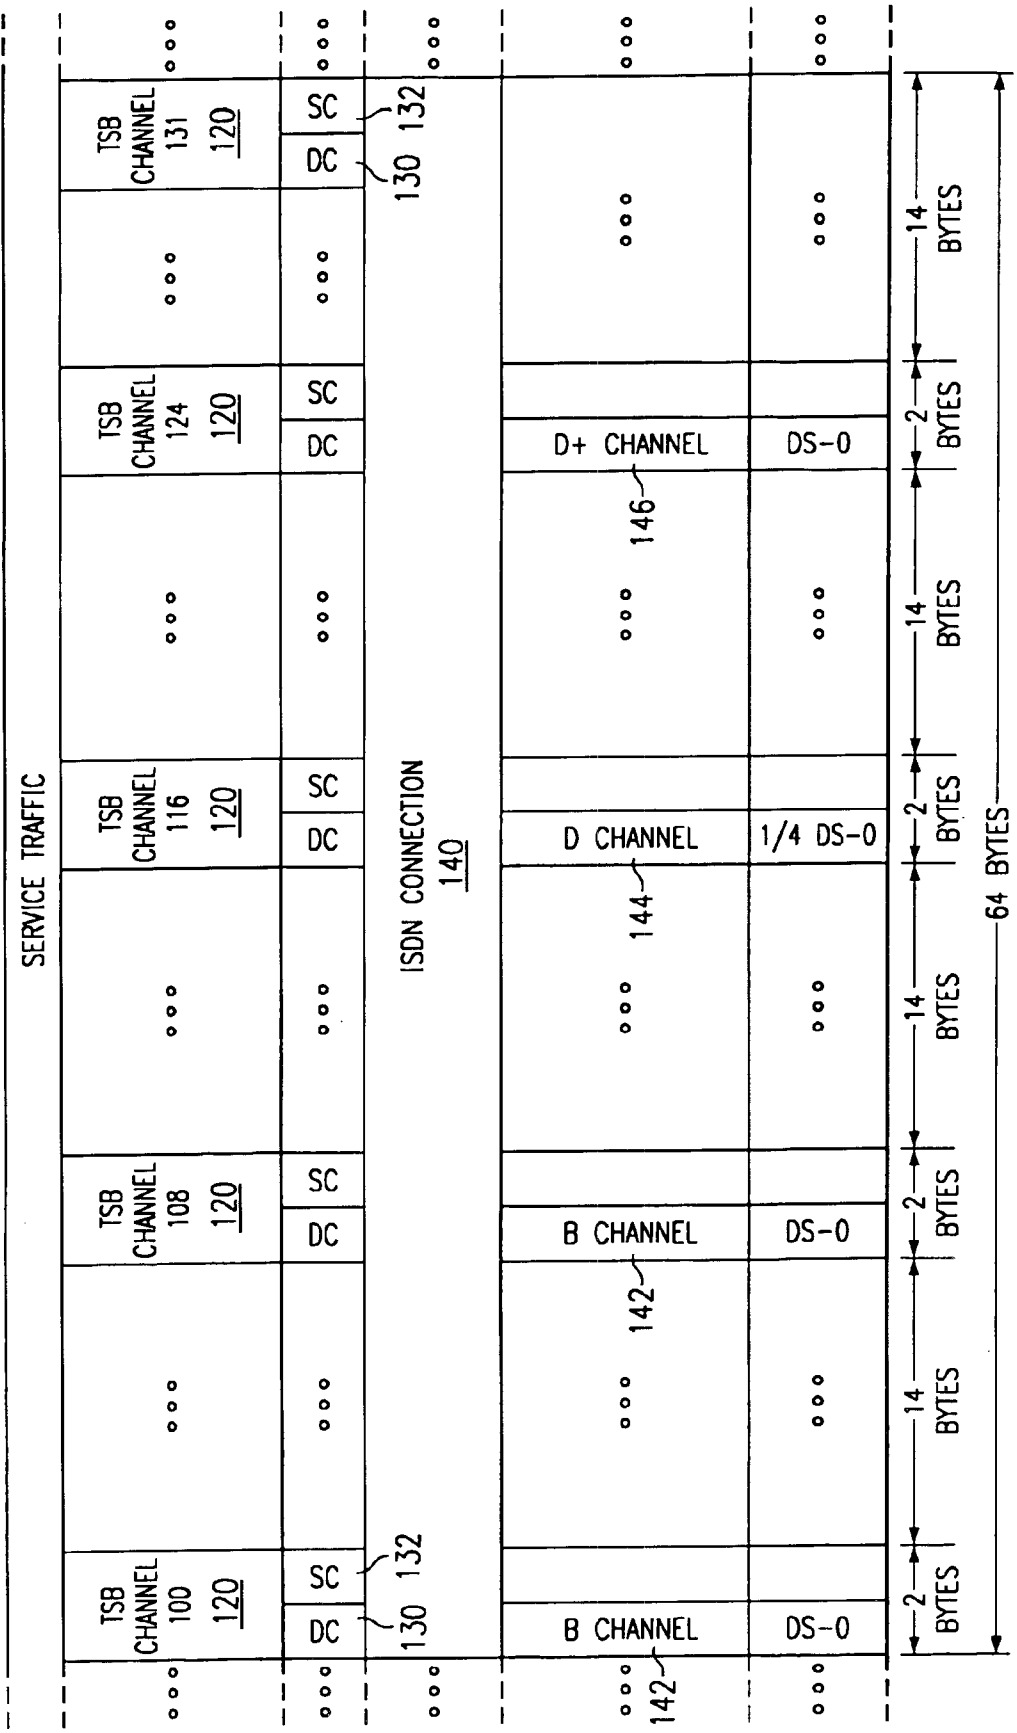 SERVICE TRAFFIC
TSB CHANNEL 100 120
TSB CHANNEL 108 120
TSB CHANNEL 116 120
TSB CHANNEL 124 120
TSB CHANNEL 131 120
DC SC
DC SC
DC SC
DC SC
DC SC
130 132
130 132
ISDN CONNECTION
140
B CHANNEL
B CHANNEL
D CHANNEL
D+ CHANNEL
142
142
144
146
DS-0
DS-0
1/4 DS-0
DS-0
2 BYTES
14 BYTES
2 BYTES
14 BYTES
2 BYTES
14 BYTES
2 BYTES
14 BYTES
64 BYTES